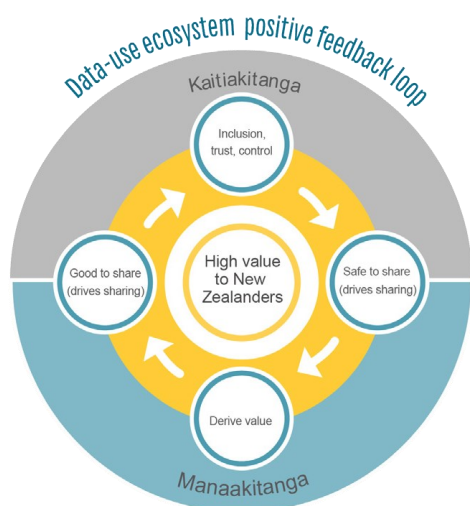 Data-use ecosystem positive feedback loop
Kaitiakitanga
Inclusion,
trust, control
Good to share
(drives sharing)
High value
to New
Zealanders
Safe to share
(drives sharing)
Derive value
Manaakitanga